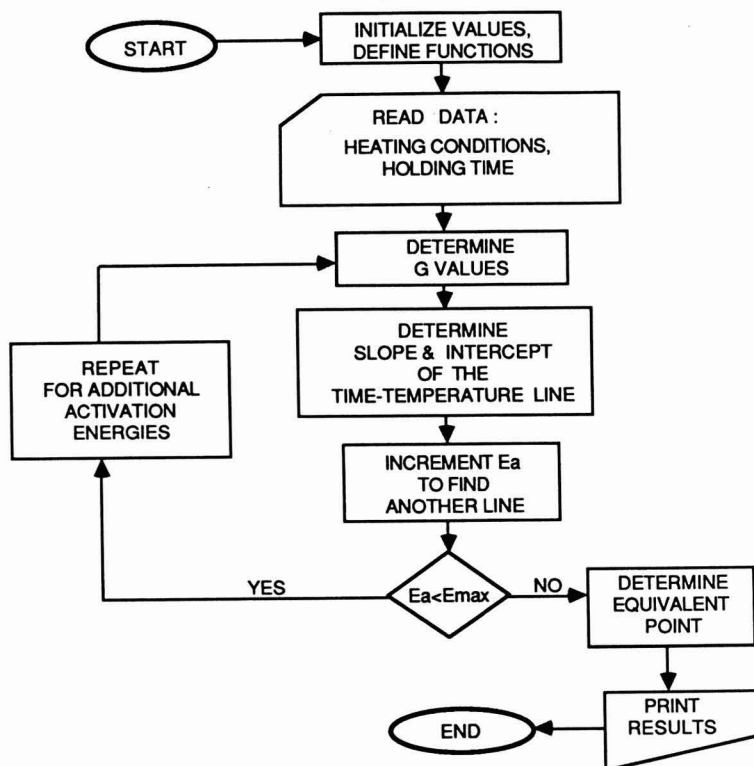 START
INITIALIZE VALUES,
DEFINE FUNCTIONS
READ DATA :
HEATING CONDITIONS,
HOLDING TIME
DETERMINE
G VALUES
DETERMINE
SLOPE & INTERCEPT
OF THE
TIME-TEMPERATURE LINE
REPEAT
FOR ADDITIONAL
ACTIVATION
ENERGIES
INCREMENT Ea
TO FIND
ANOTHER LINE
YES
Ea<Emax
NO
DETERMINE
EQUIVALENT
POINT
PRINT
RESULTS
END